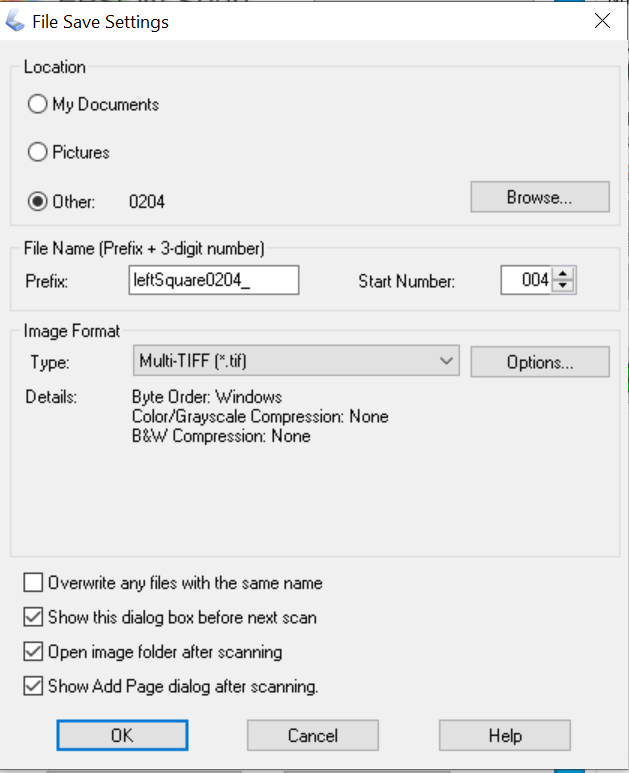 File Save Settings
Location
My Documents
Pictures
Other: 0204 Browse...
File Name (Prefix + 3-digit number)
Prefix: leftSquare0204_ Start Number: 004
Image Format
Type: Multi-TIFF (*.tif) Options...
Details: Byte Order: Windows
Color/Grayscale Compression: None
B&W Compression: None
Overwrite any files with the same name
Show this dialog box before next scan
Open image folder after scanning
Show Add Page dialog after scanning.
OK Cancel Help